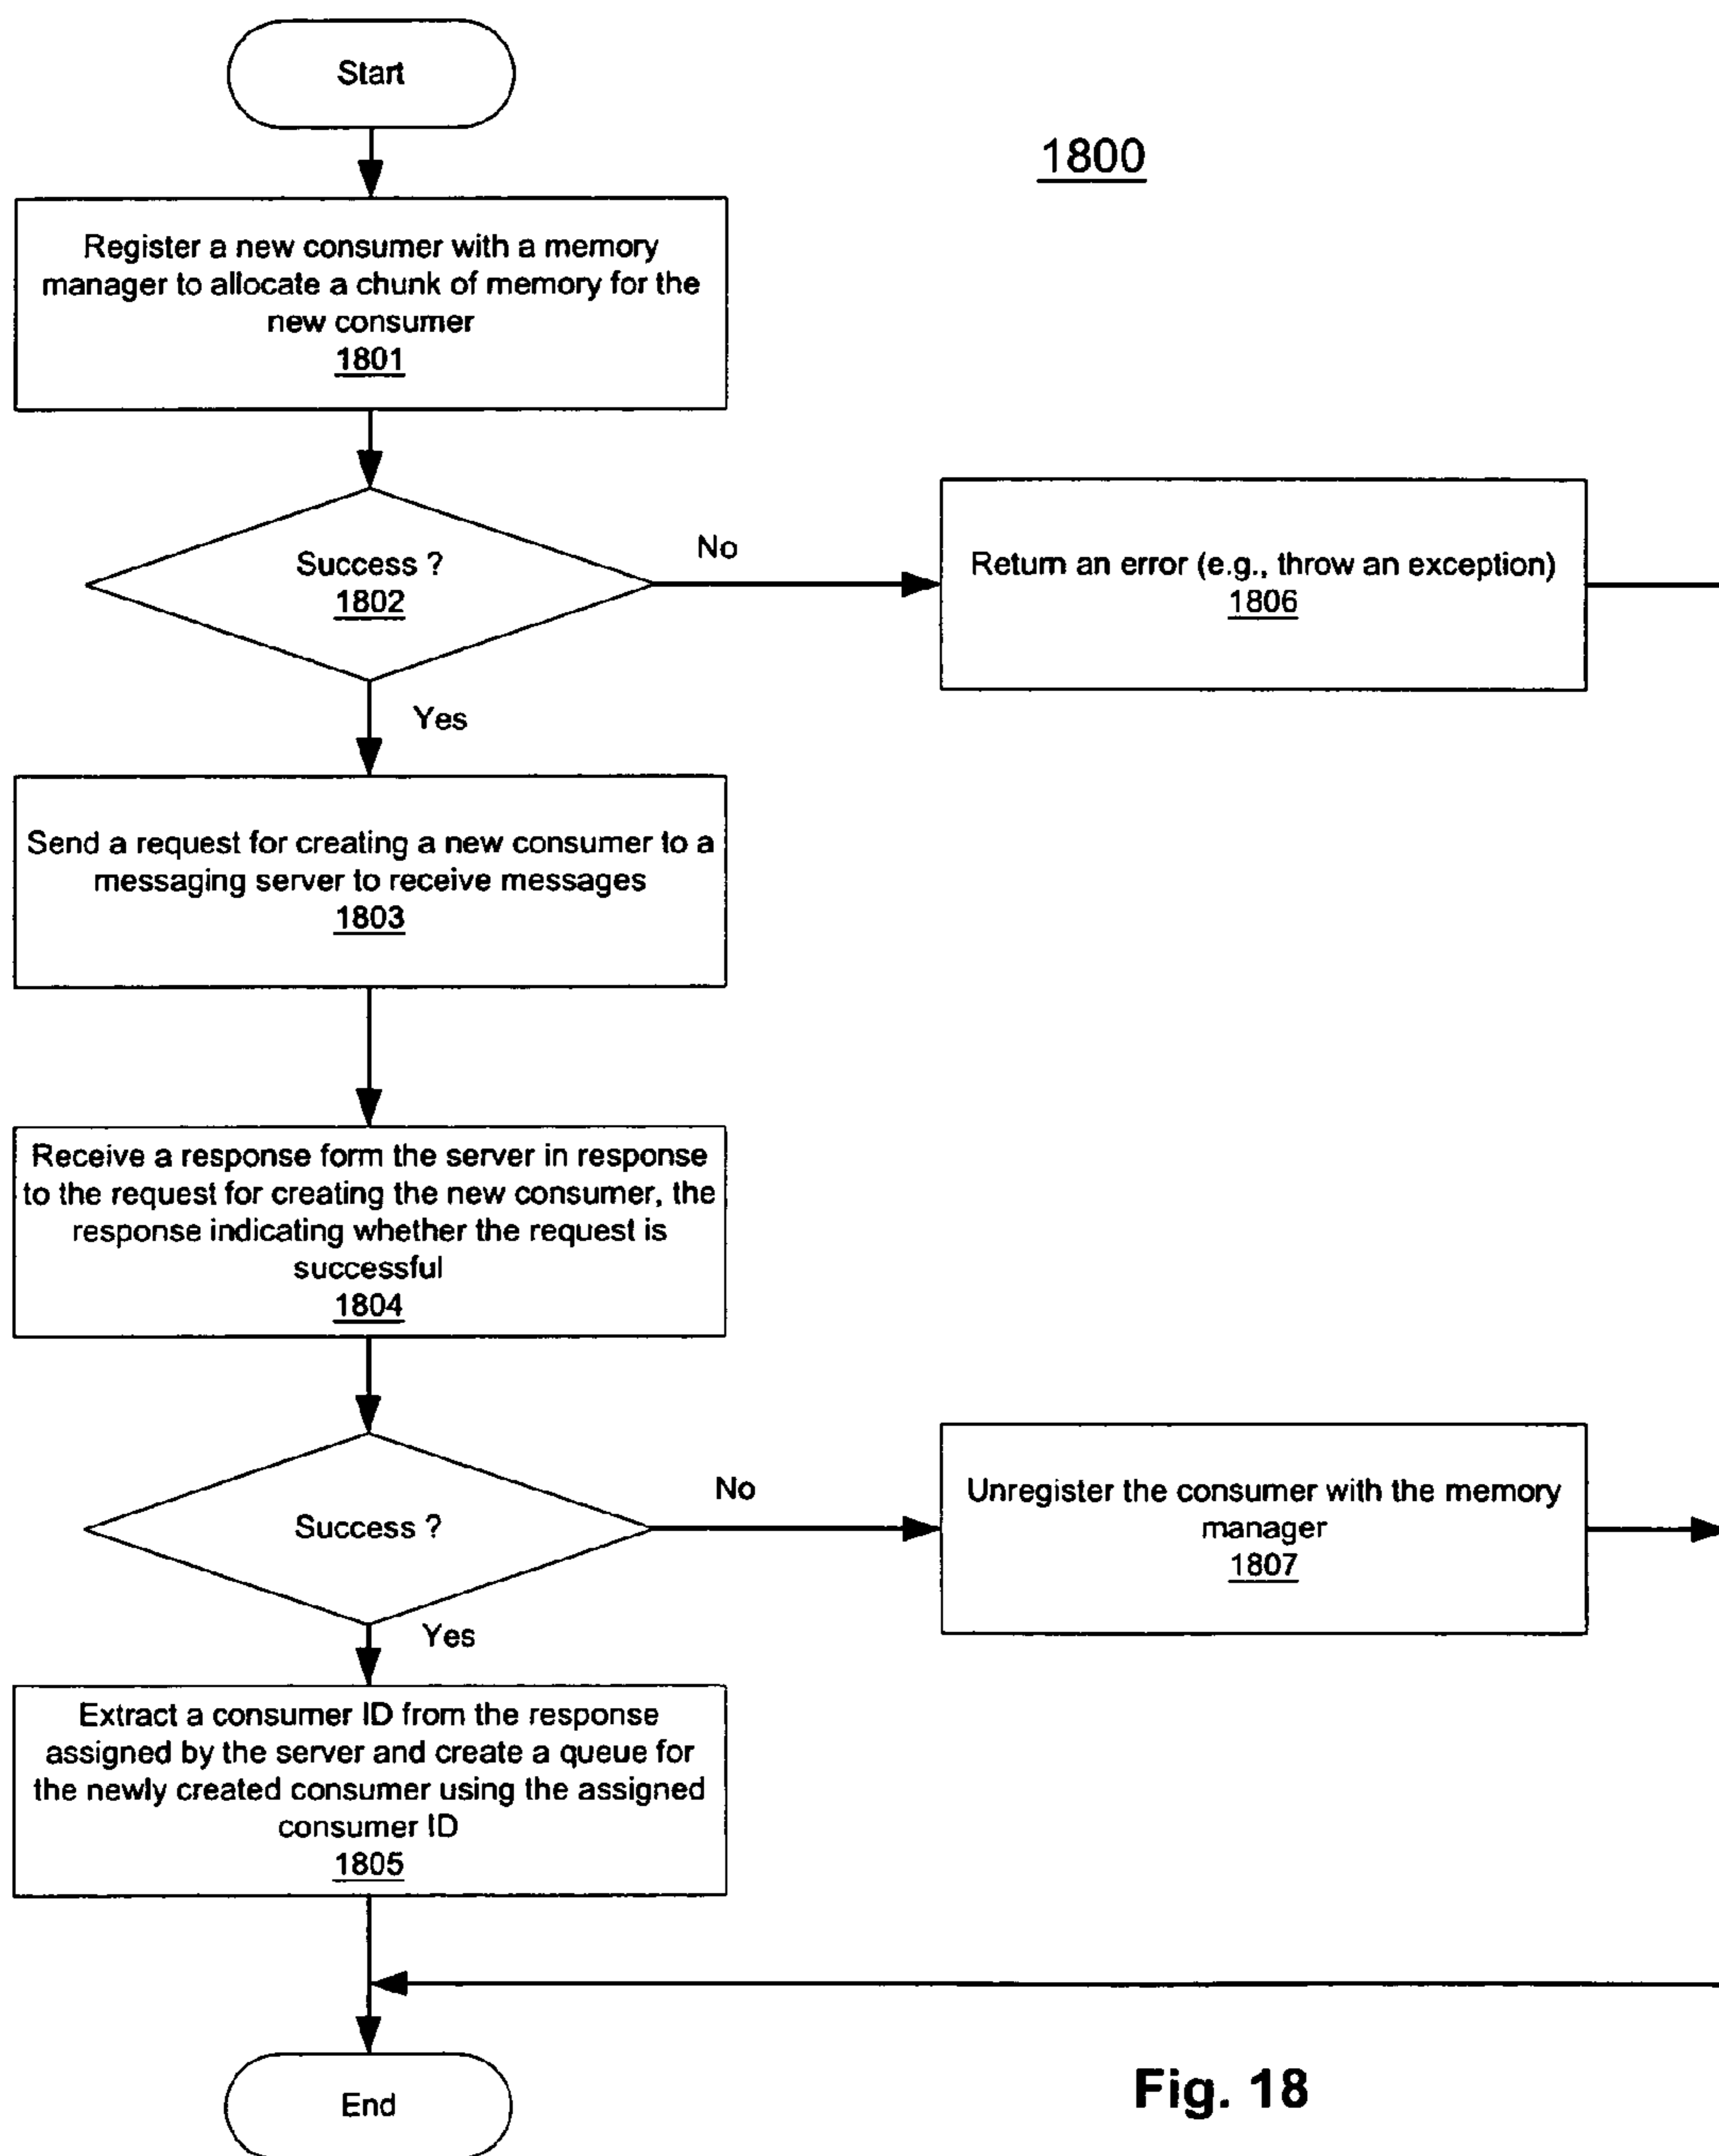 Start
1800
Register a new consumer with a memory
manager to allocate a chunk of memory for the
new consumer
1801
Success ?
1802
No
Return an error (e.g., throw an exception)
1806
Yes
Send a request for creating a new consumer to a
messaging server to receive messages
1803
Receive a response form the server in response
to the request for creating the new consumer, the
response indicating whether the request is
successful
1804
Success ?
No
Unregister the consumer with the memory
manager
1807
Yes
Extract a consumer ID from the response
assigned by the server and create a queue for
the newly created consumer using the assigned
consumer ID
1805
End
Fig. 18